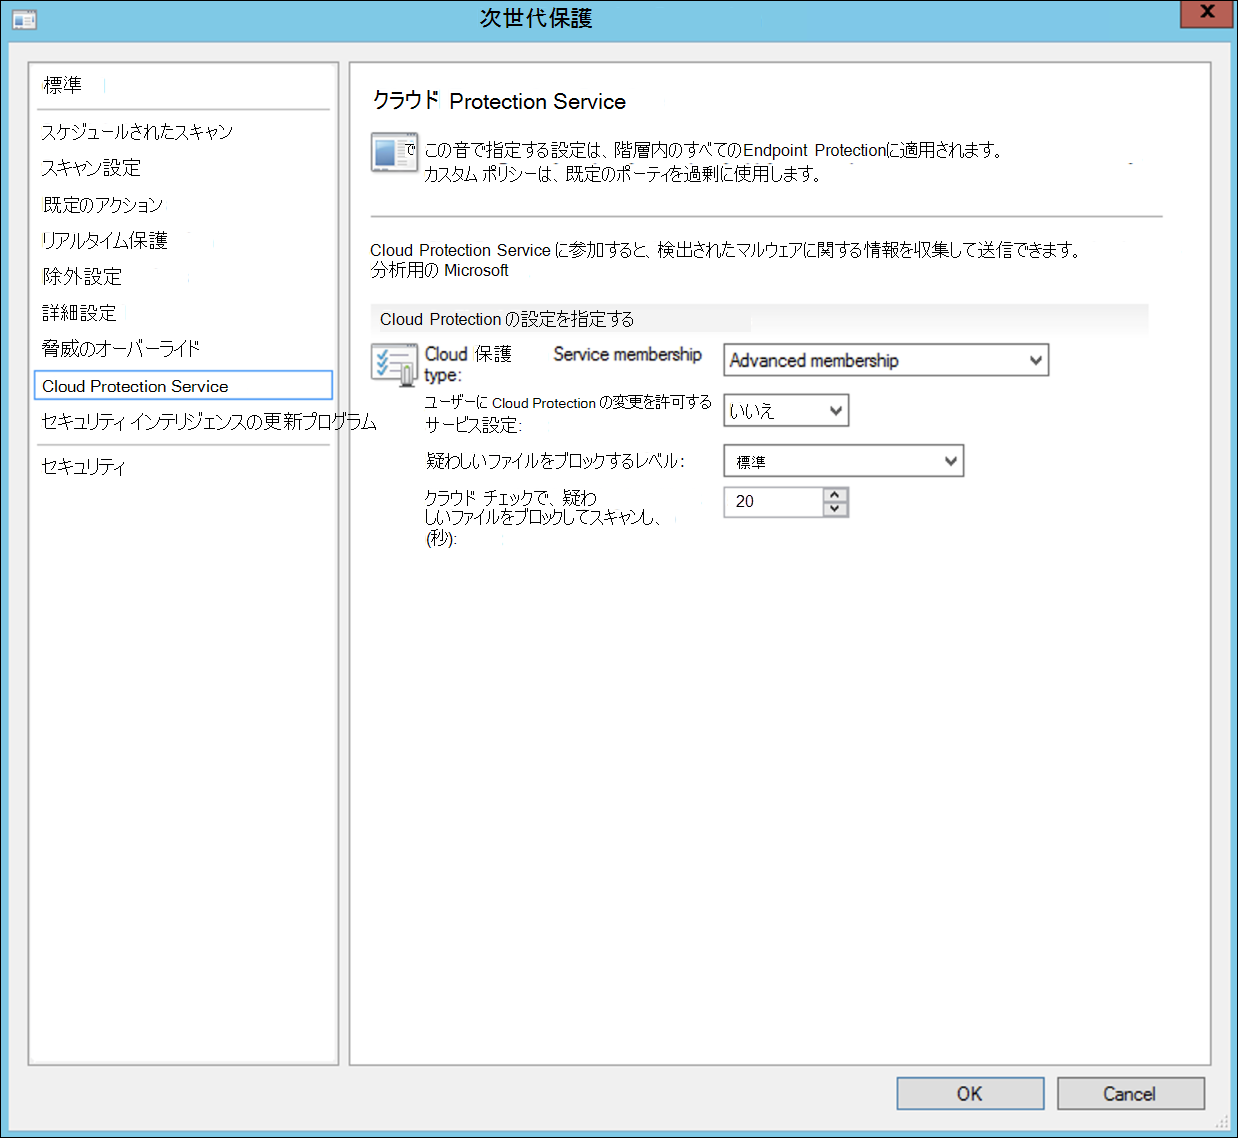 次世代保護
標準
スケジュールされたスキャン
スキャン設定
既定のアクション
リアルタイム保護
除外設定
詳細設定
脅威のオーバーライド
Cloud Protection Service
セキュリティ インテリジェンスの更新プログラム
セキュリティ
クラウド Protection Service
で この音で指定する設定は、階層内のすべてのEndpoint Protectionに適用されます。
カスタム ポリシーは、既定のポーティを過剰に使用します。
Cloud Protection Service に参加すると、検出されたマルウェアに関する情報を収集して送信できます。
分析用の Microsoft
Cloud Protection の設定を指定する
Cloud 保護 Service membership
type:
Advanced membership
ユーザーに Cloud Protection の変更を許可する
サービス設定:
いいえ
疑わしいファイルをブロックするレベル:
標準
クラウド チェックで、疑わ
しいファイルをブロックしてスキャンし、
(秒):
20
OK
Cancel